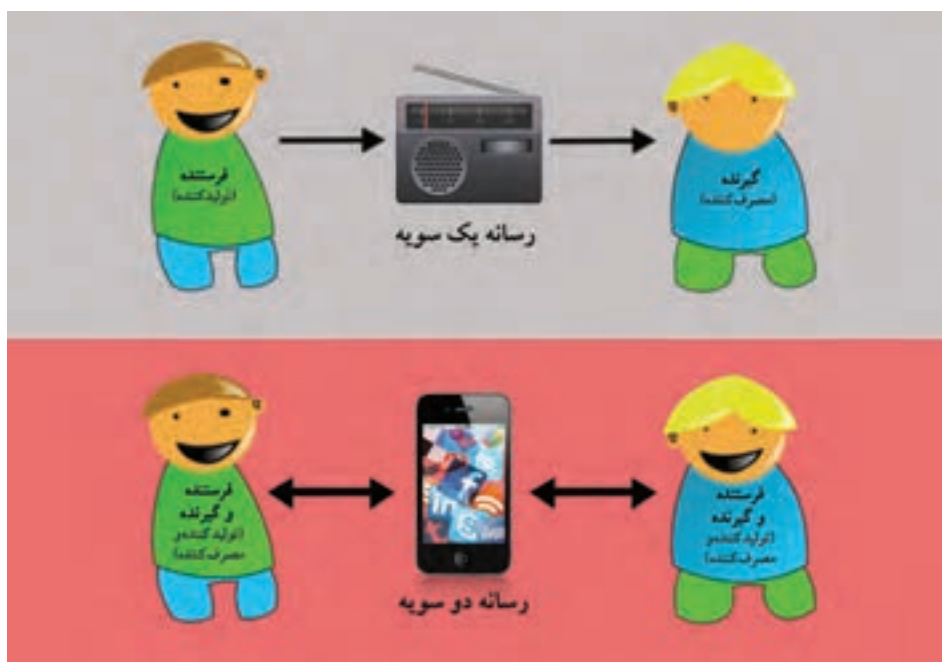 گیرنده
(مصرف‌کننده)
فرستنده
(تولیدکننده)
رسانه یک سویه
فرستنده
و گیرنده
(تولیدکننده و
مصرف‌کننده)
فرستنده
و گیرنده
(تولیدکننده و
مصرف‌کننده)
رسانه دو سویه